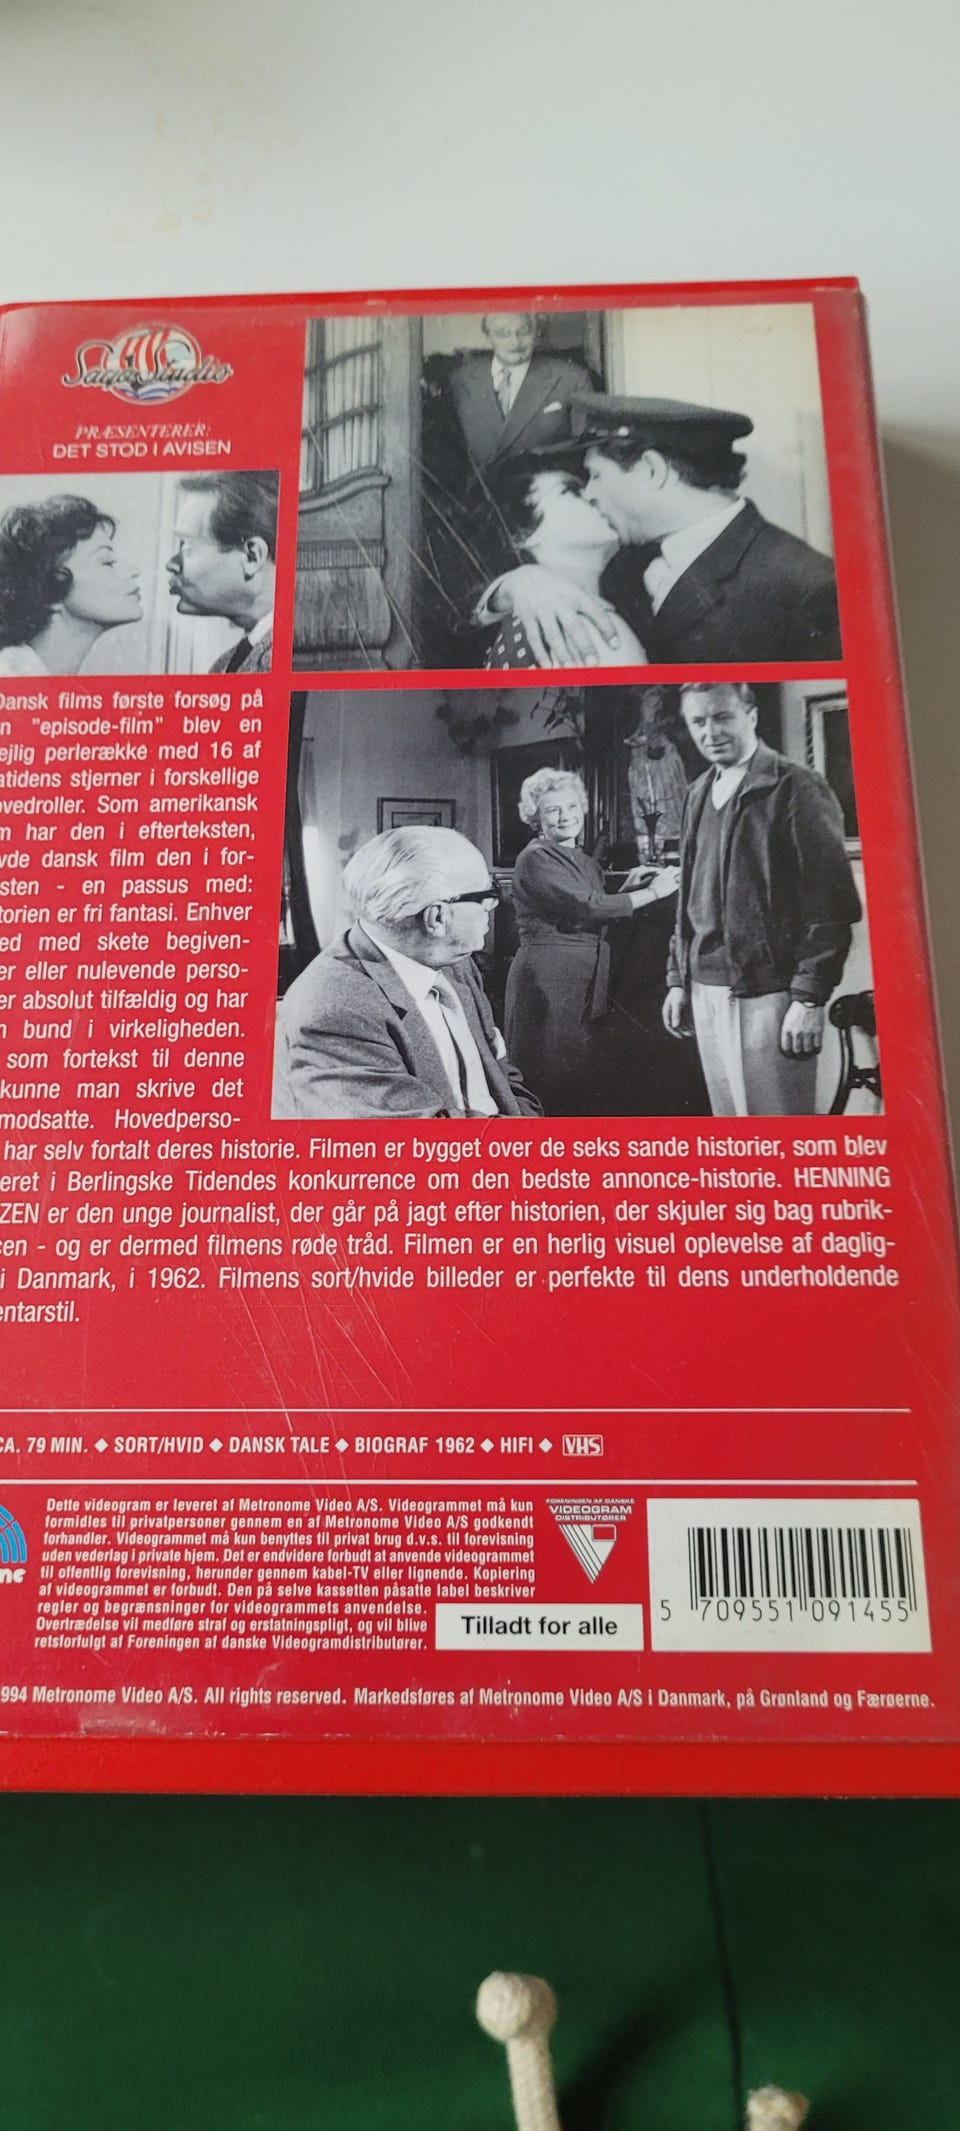 Saga Studio
PRÆSENTERER:
DET STOD I AVISEN
Dansk films første forsøg på
n "episode-film" blev en
ejlig perlerække med 16 af
atidens stjerner i forskellige
ovedroller. Som amerikansk
m har den i efterteksten,
vde dansk film den i for-
sten - en passus med:
torien er fri fantasi. Enhver
ed med skete begiven-
er eller nulevende perso-
er absolut tilfældig og har
n bund i virkeligheden.
som fortekst til denne
kunne man skrive det
modsatte. Hovedperso-
har selv fortalt deres historie. Filmen er bygget over de seks sande historier, som blev
eret i Berlingske Tidendes konkurrence om den bedste annonce-historie. HENNING
ZEN er den unge journalist, der går på jagt efter historien, der skjuler sig bag rubrik-
cen - og er dermed filmens røde tråd. Filmen er en herlig visuel oplevelse af daglig-
i Danmark, i 1962. Filmens sort/hvide billeder er perfekte til dens underholdende
entarstil.
CA. 79 MIN. ◆ SORT/HVID ◆ DANSK TALE ◆ BIOGRAF 1962 ◆ HIFI ◆ VHS
ne
Dette videogram er leveret af Metronome Video A/S. Videogrammet må kun
formidles til privatpersoner gennem en af Metronome Video A/S godkendt
forhandler. Videogrammet må kun benyttes til privat brug d.v.s. til forevisning
uden vederlag i private hjem. Det er endvidere forbudt at anvende videogrammet
til offentlig forevisning, herunder gennem kabel-TV eller lignende. Kopiering
af videogrammet er forbudt. Den på selve kassetten påsatte label beskriver
regler og begrænsninger for videogrammets anvendelse.
Overtrædelse vil medføre straf og erstatningspligt, og vil blive
retsforfulgt af Foreningen af danske Videogramdistributører.
FORENINGEN AF DANSKE
VIDEOGRAM
DISTRIBUTØRER
Tilladt for alle
5 709551 091455
994 Metronome Video A/S. All rights reserved. Markedsføres af Metronome Video A/S i Danmark, på Grønland og Færøerne.